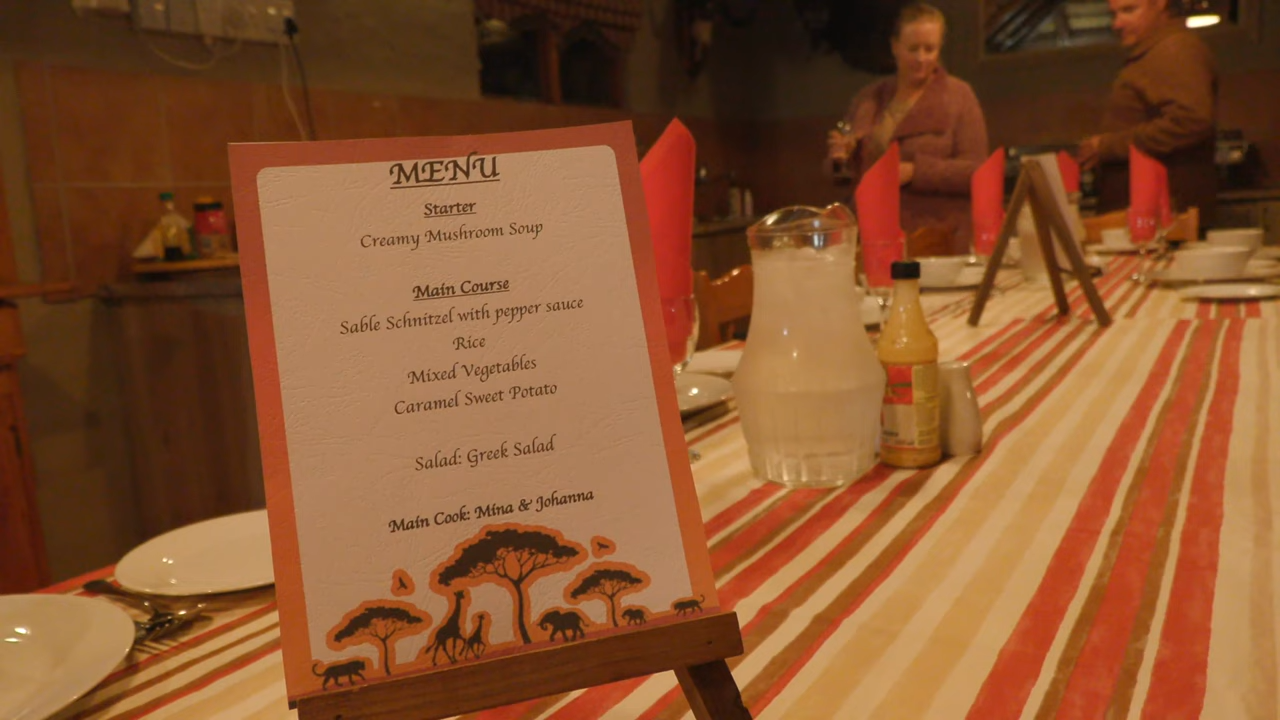 MENU
Starter
Creamy Mushroom Soup
Main Course
Sable Schnitzel with pepper sauce
Rice
Mixed Vegetables
Caramel Sweet Potato
Salad: Greek Salad
Main Cook: Mina & Johanna